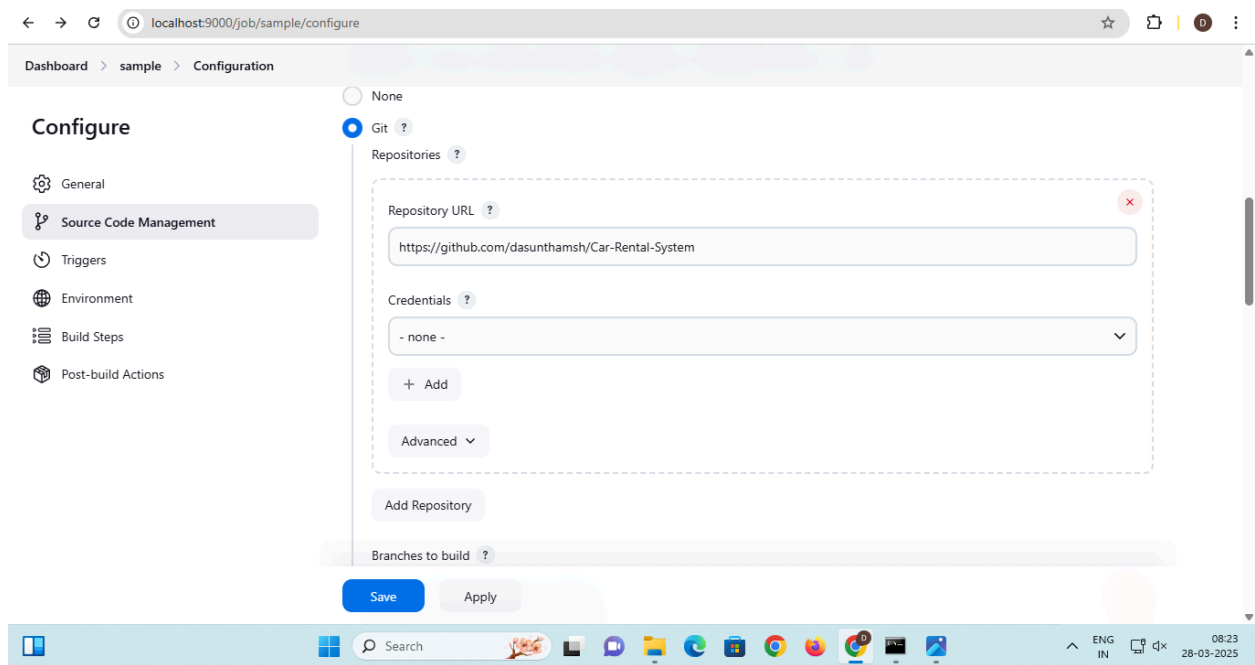 localhost:9000/job/sample/configure
D
Dashboard > sample > Configuration
Configure
General
Source Code Management
Triggers
Environment
Build Steps
Post-build Actions
None
Git ?
Repositories ?
Repository URL ?
https://github.com/dasunthamsh/Car-Rental-System
Credentials ?
- none -
+ Add
Advanced
Add Repository
Branches to build ?
Save Apply
Search
D
ENG
IN
08:23
28-03-2025